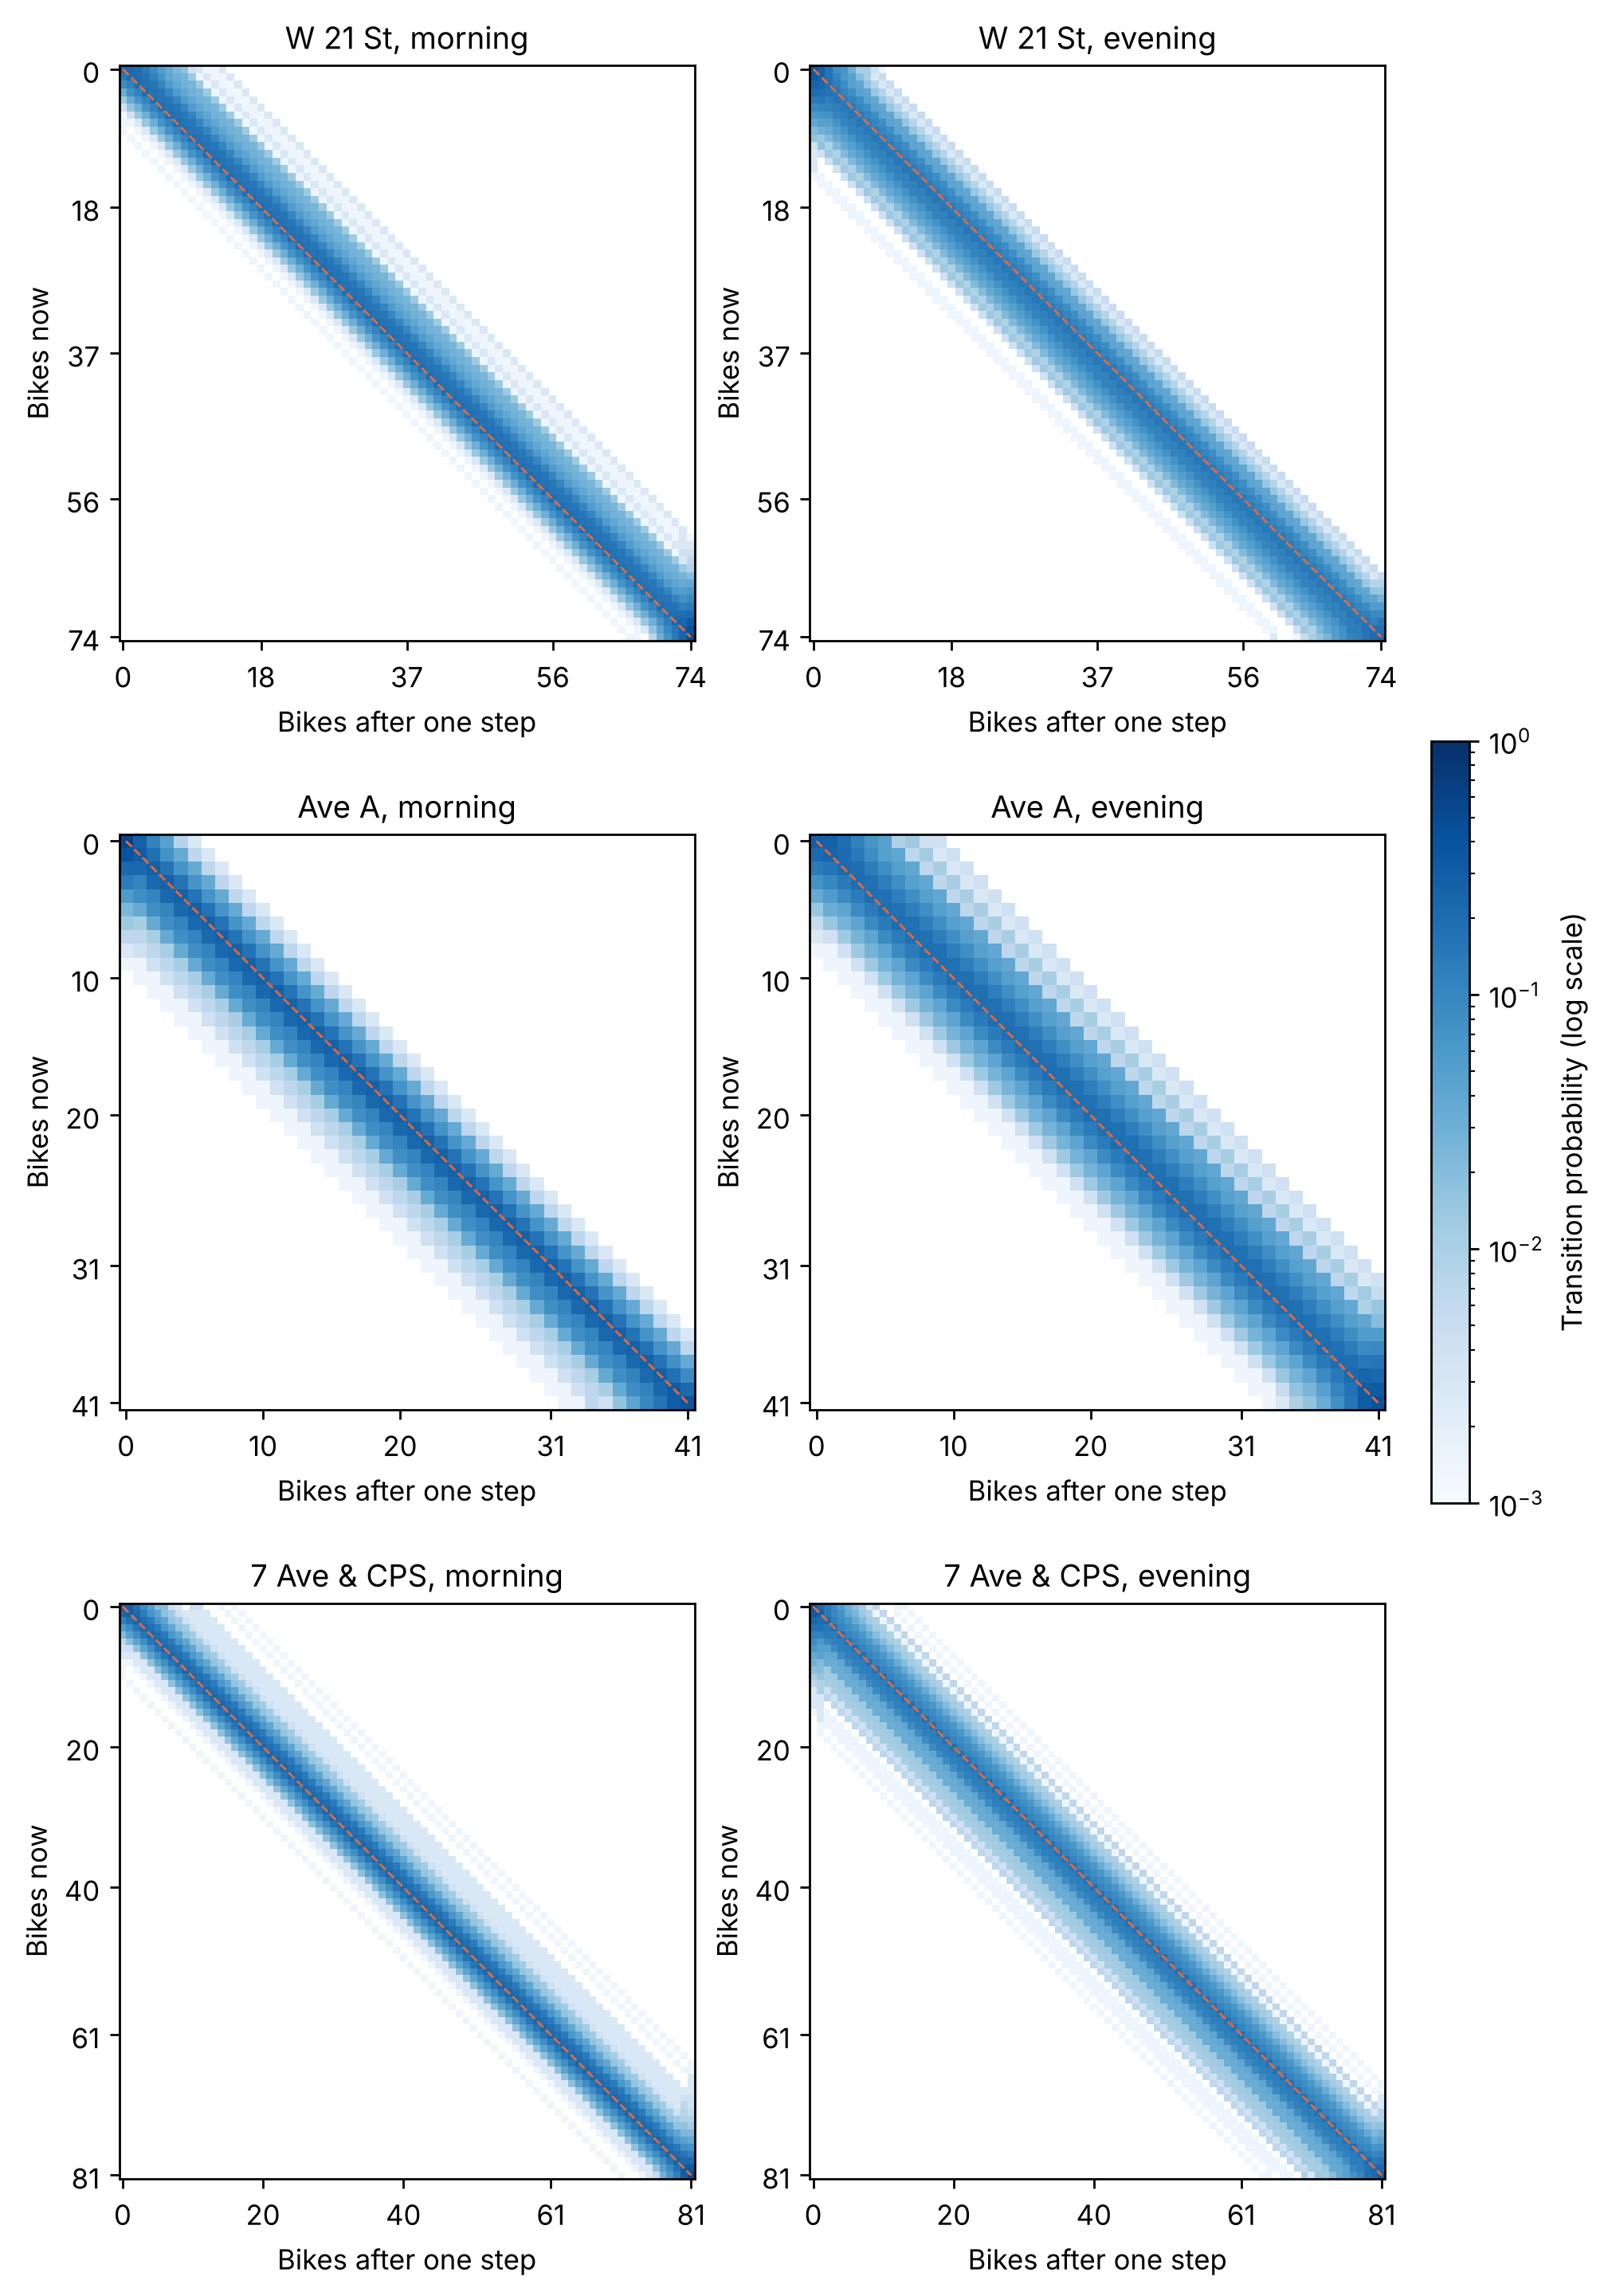 W 21 St, morning
0
18
37
56
74
Bikes now
0 18 37 56 74
Bikes after one step
W 21 St, evening
0
18
37
56
74
Bikes now
0 18 37 56 74
Bikes after one step
Ave A, morning
0
10
20
31
41
Bikes now
0 10 20 31 41
Bikes after one step
Ave A, evening
0
10
20
31
41
Bikes now
0 10 20 31 41
Bikes after one step
10⁰
10⁻¹
10⁻²
10⁻³
Transition probability (log scale)
7 Ave & CPS, morning
0
20
40
61
81
Bikes now
0 20 40 61 81
Bikes after one step
7 Ave & CPS, evening
0
20
40
61
81
Bikes now
0 20 40 61 81
Bikes after one step